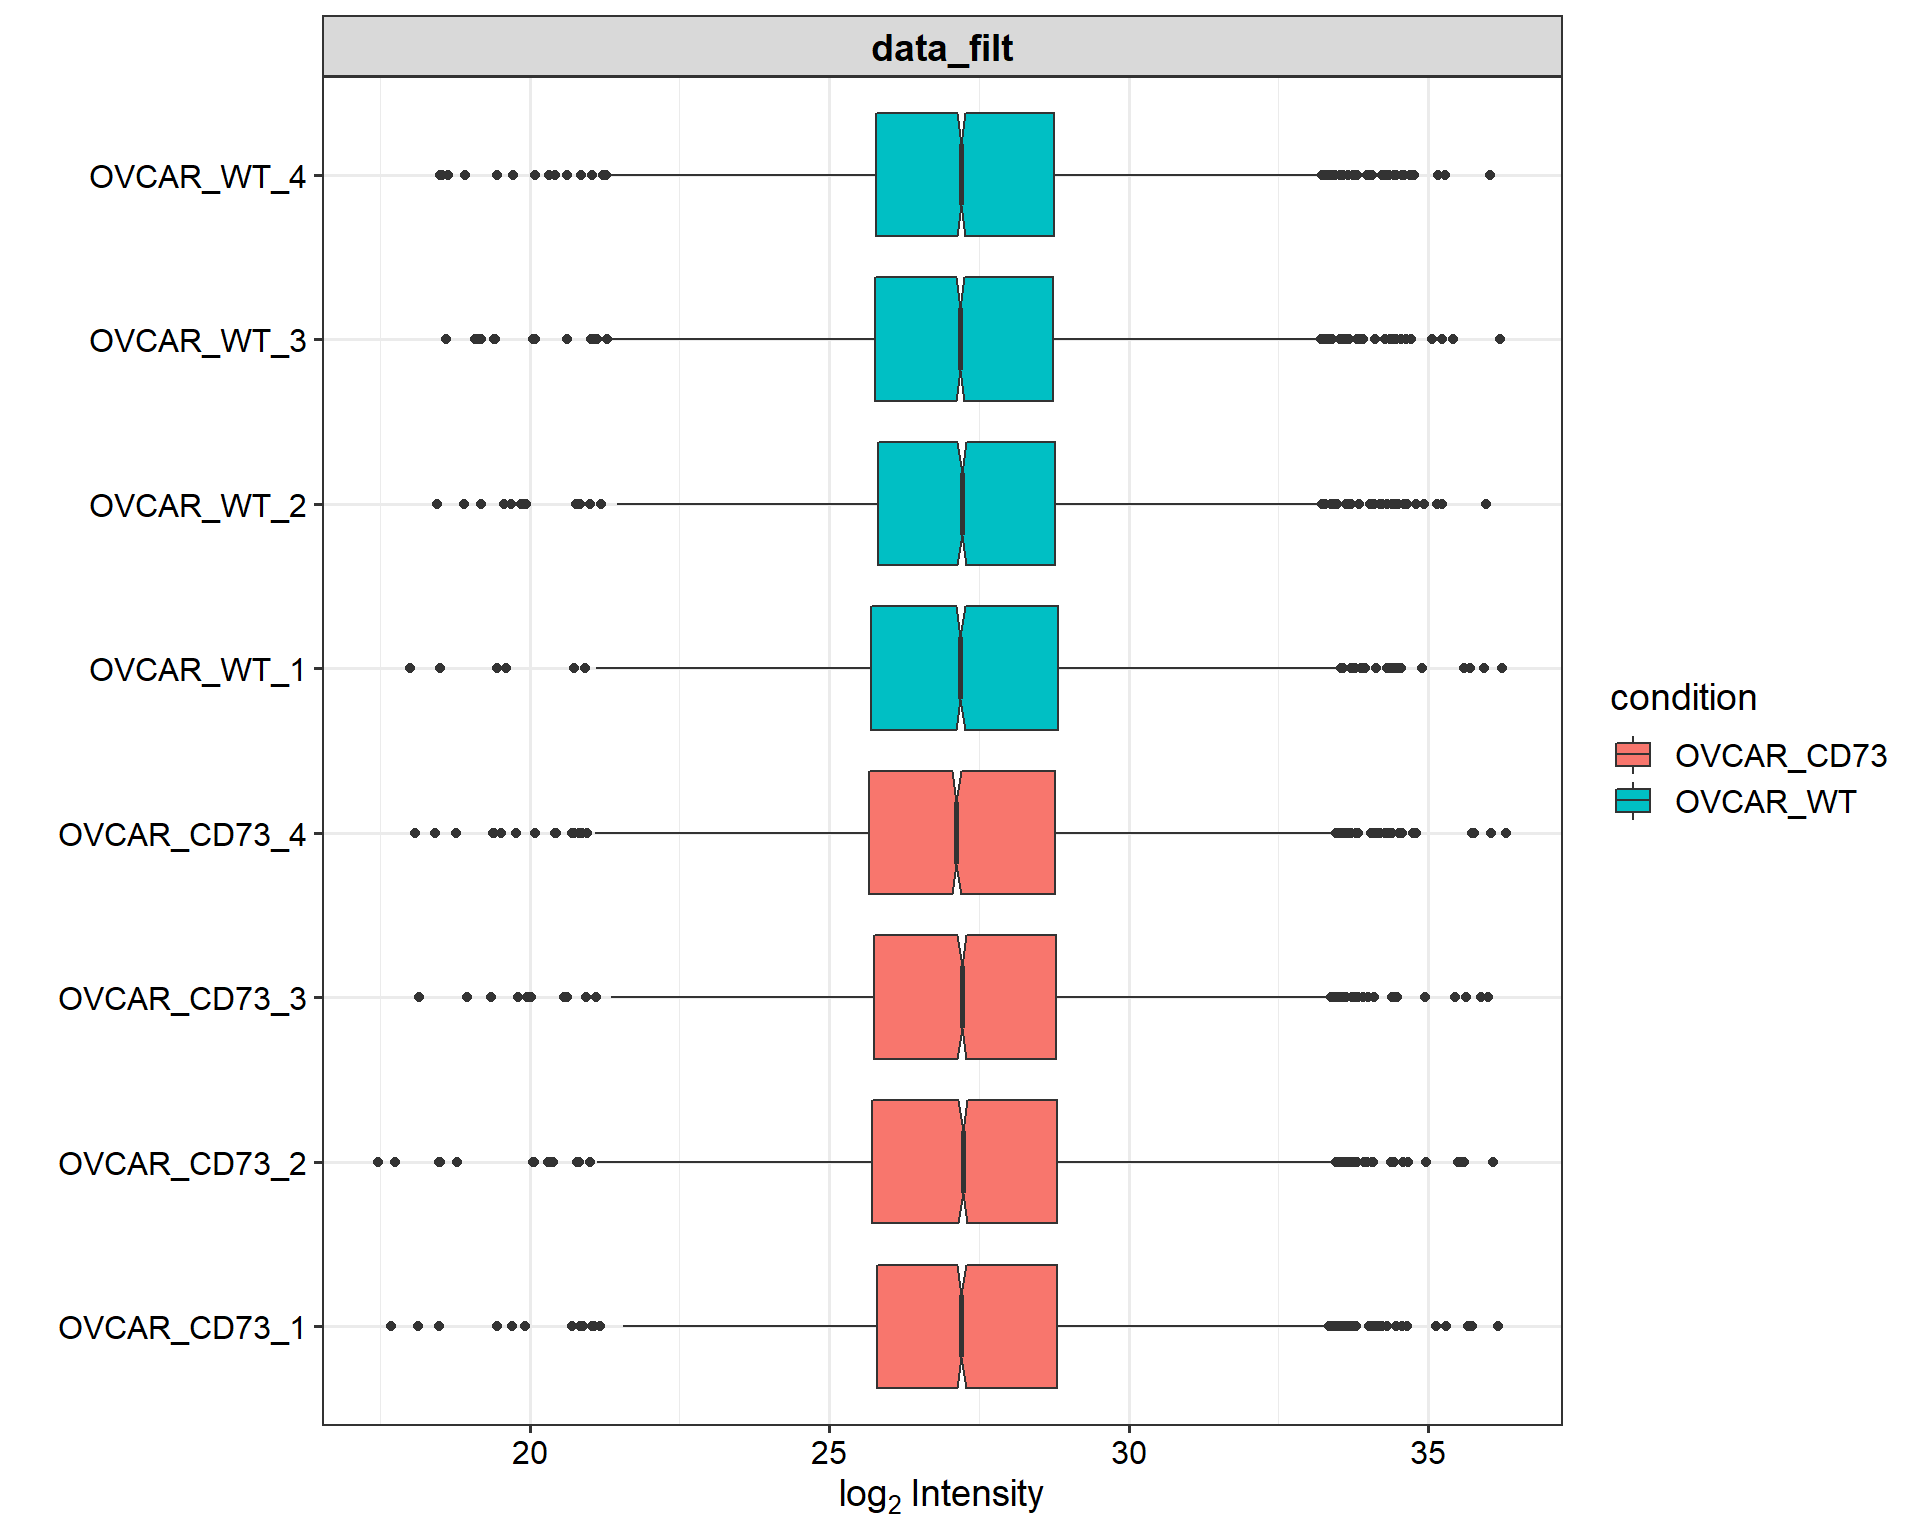 data_filt
OVCAR_WT_4
OVCAR_WT_3
OVCAR_WT_2
OVCAR_WT_1
OVCAR_CD73_4
OVCAR_CD73_3
OVCAR_CD73_2
OVCAR_CD73_1
20 25 30 35
log₂ Intensity
condition
OVCAR_CD73
OVCAR_WT